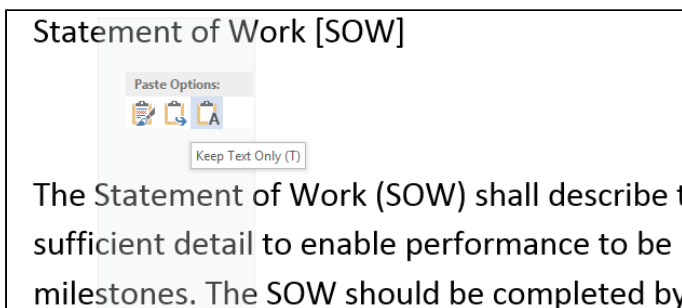 Statement of Work [SOW]
Paste Options:
Keep Text Only (T)
The Statement of Work (SOW) shall describe
sufficient detail to enable performance to be
milestones. The SOW should be completed by